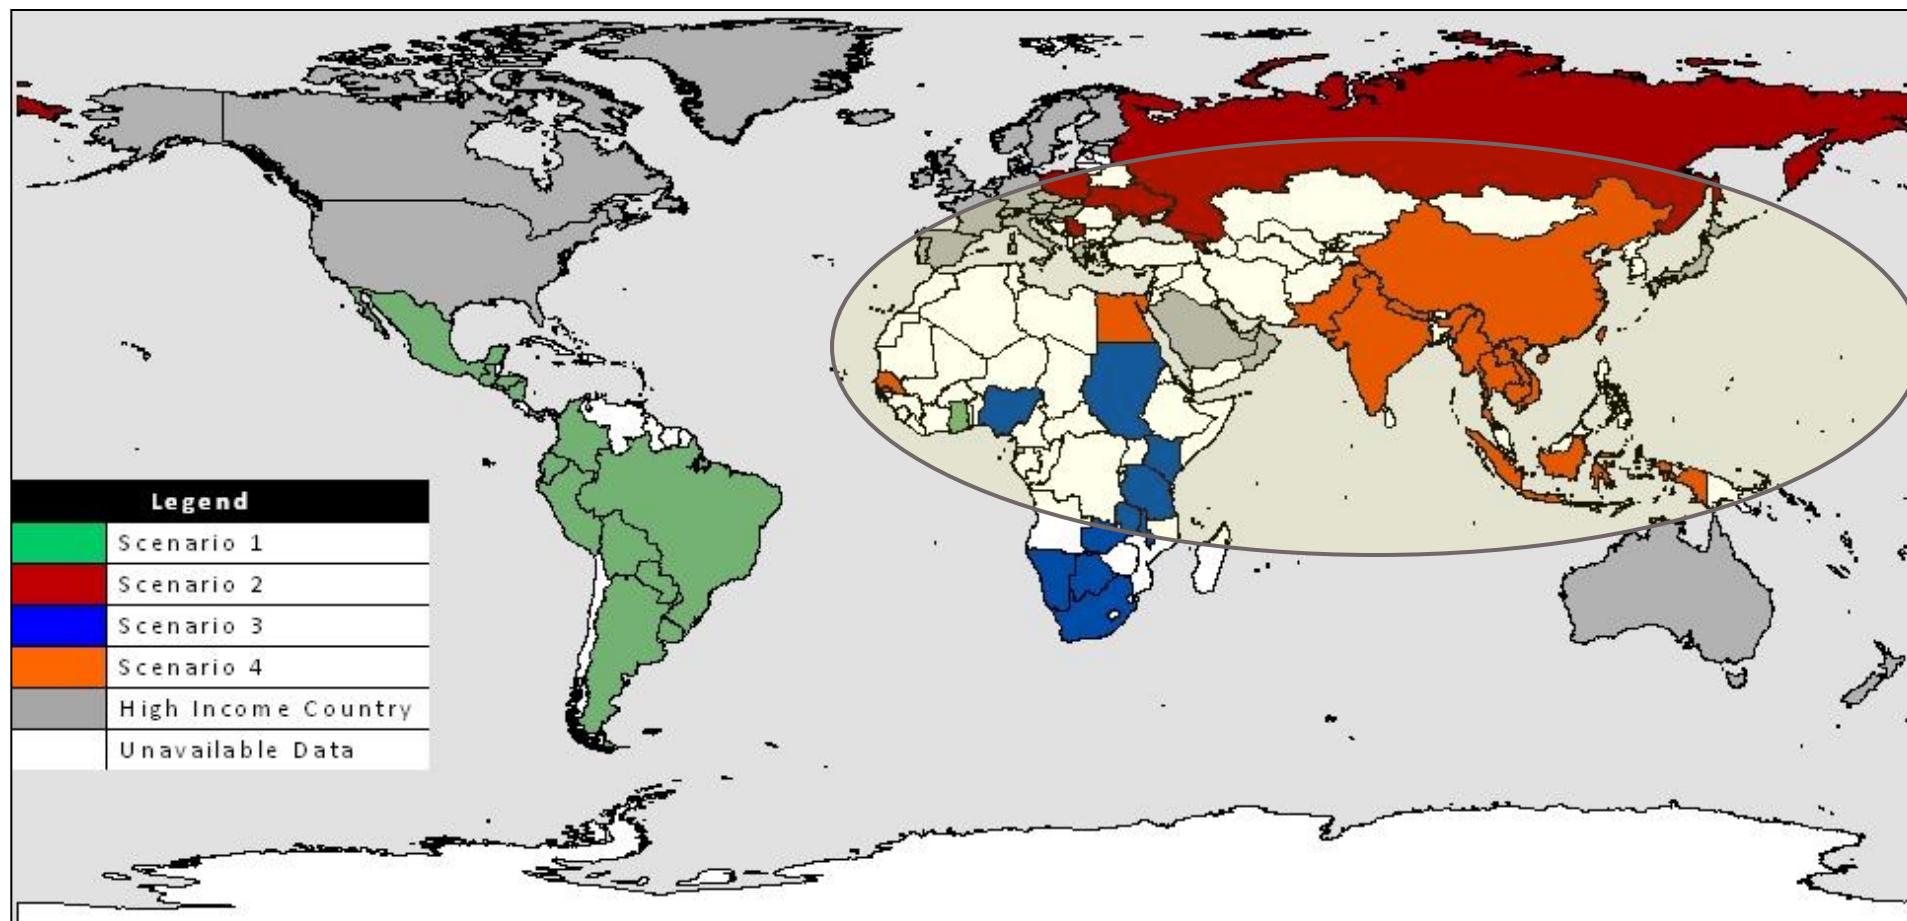 Legend
Scenario 1
Scenario 2
Scenario 3
Scenario 4
High Income Country
Unavailable Data